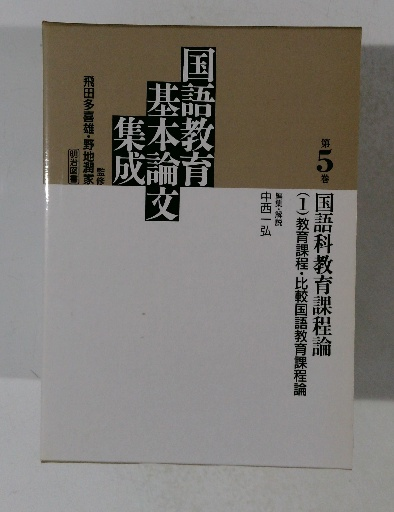 第5巻
国語科教育課程論
(1)教育課程・比較国語教育課程論
編集・解説
中西一弘
国語教育
基本論文
集成
飛田多喜雄・野地潤家
監修
明治図書